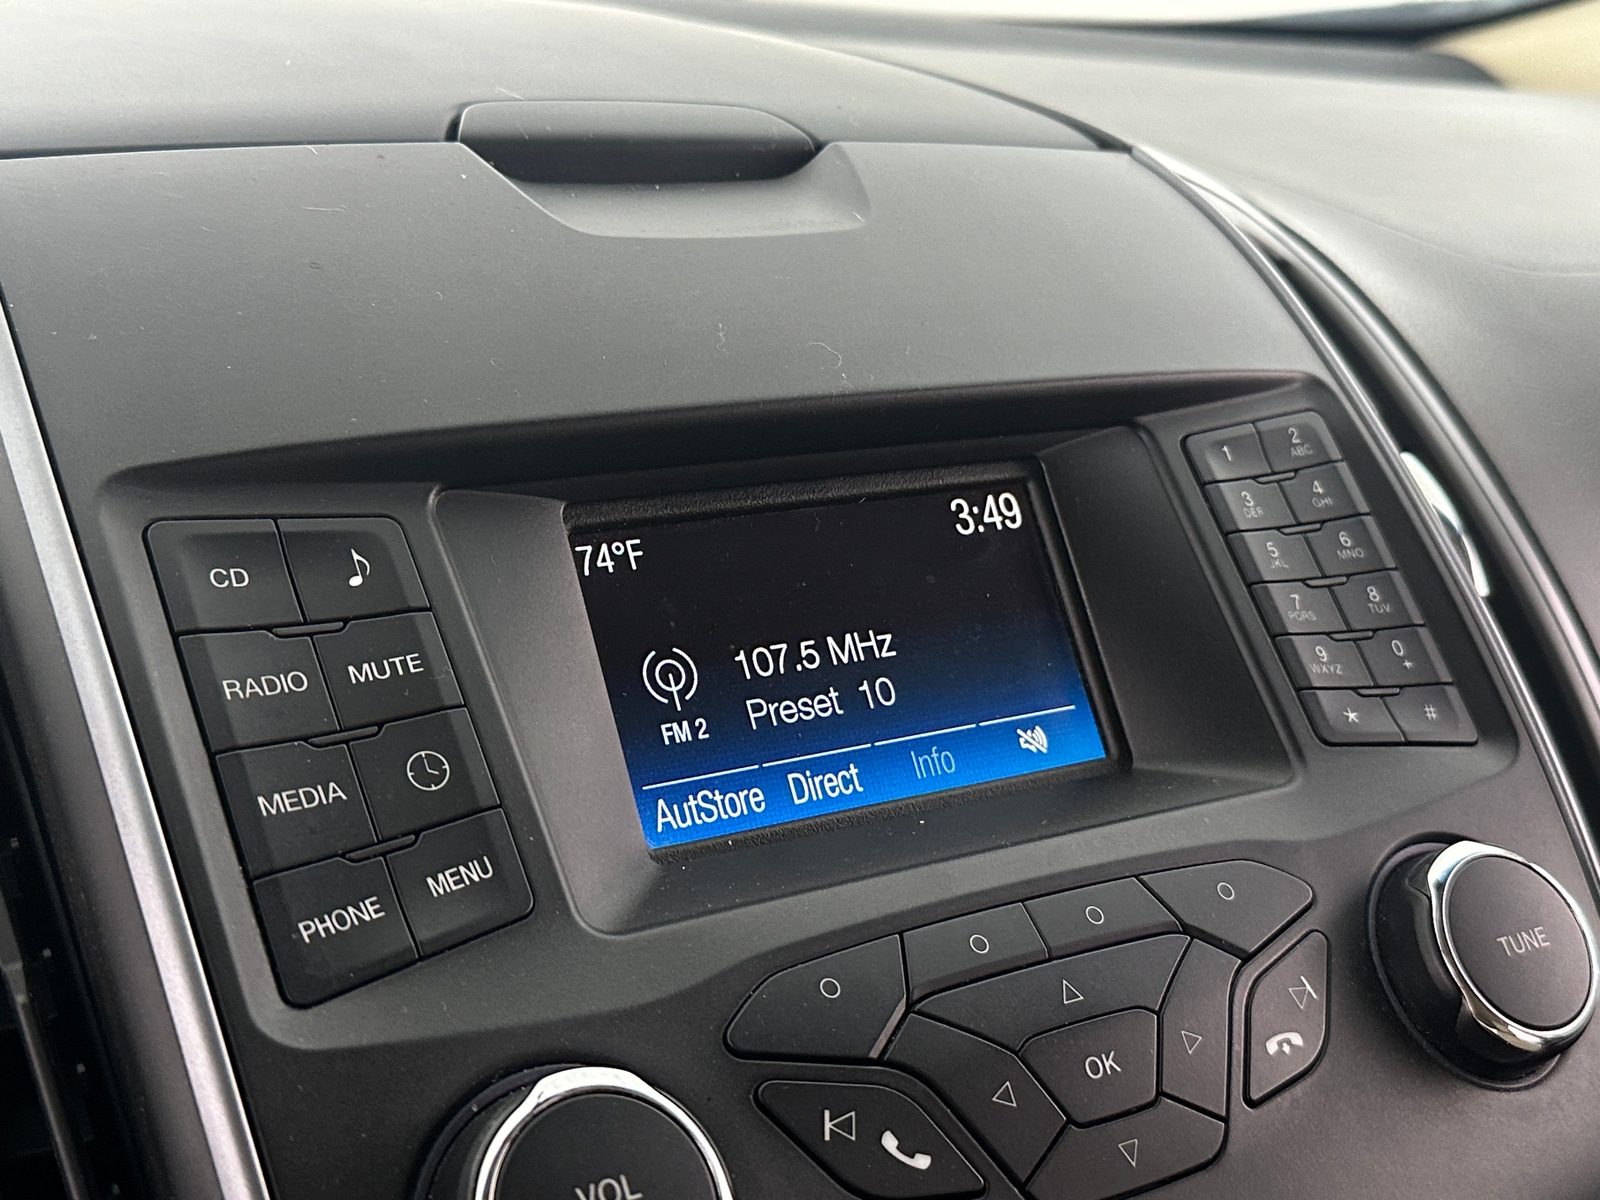 3:49
74°F
107.5 MHz
Preset 10
FM 2
AutStore Direct Info
CD
RADIO MUTE
MEDIA
PHONE MENU
1 2 ABC
3 DEF 4 GHI
5 JKL 6 MNO
7 PQRS 8 TUV
9 WXYZ 0 +
* #
OK
TUNE
VOL